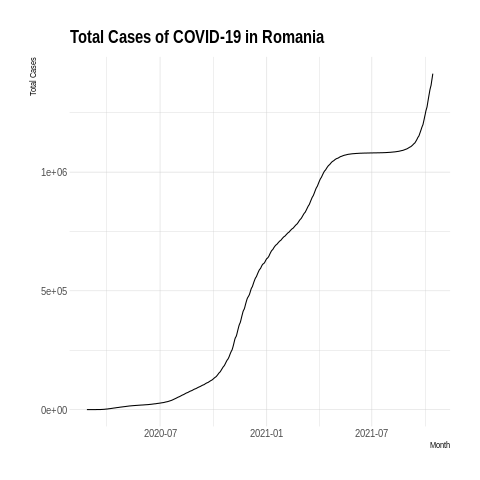 Total Cases of COVID-19 in Romania
Total Cases
1e+06
5e+05
0e+00
2020-07 2021-01 2021-07
Month